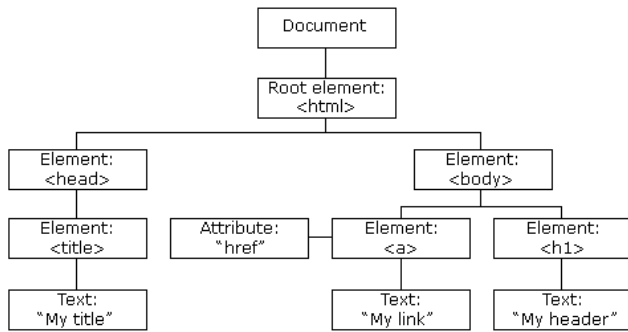 Document
Root element:
<html>
Element:
<head>
Element:
<body>
Element:
<title>
Attribute:
“href”
Element:
<a>
Element:
<h1>
Text:
“My title”
Text:
“My link”
Text:
“My header”